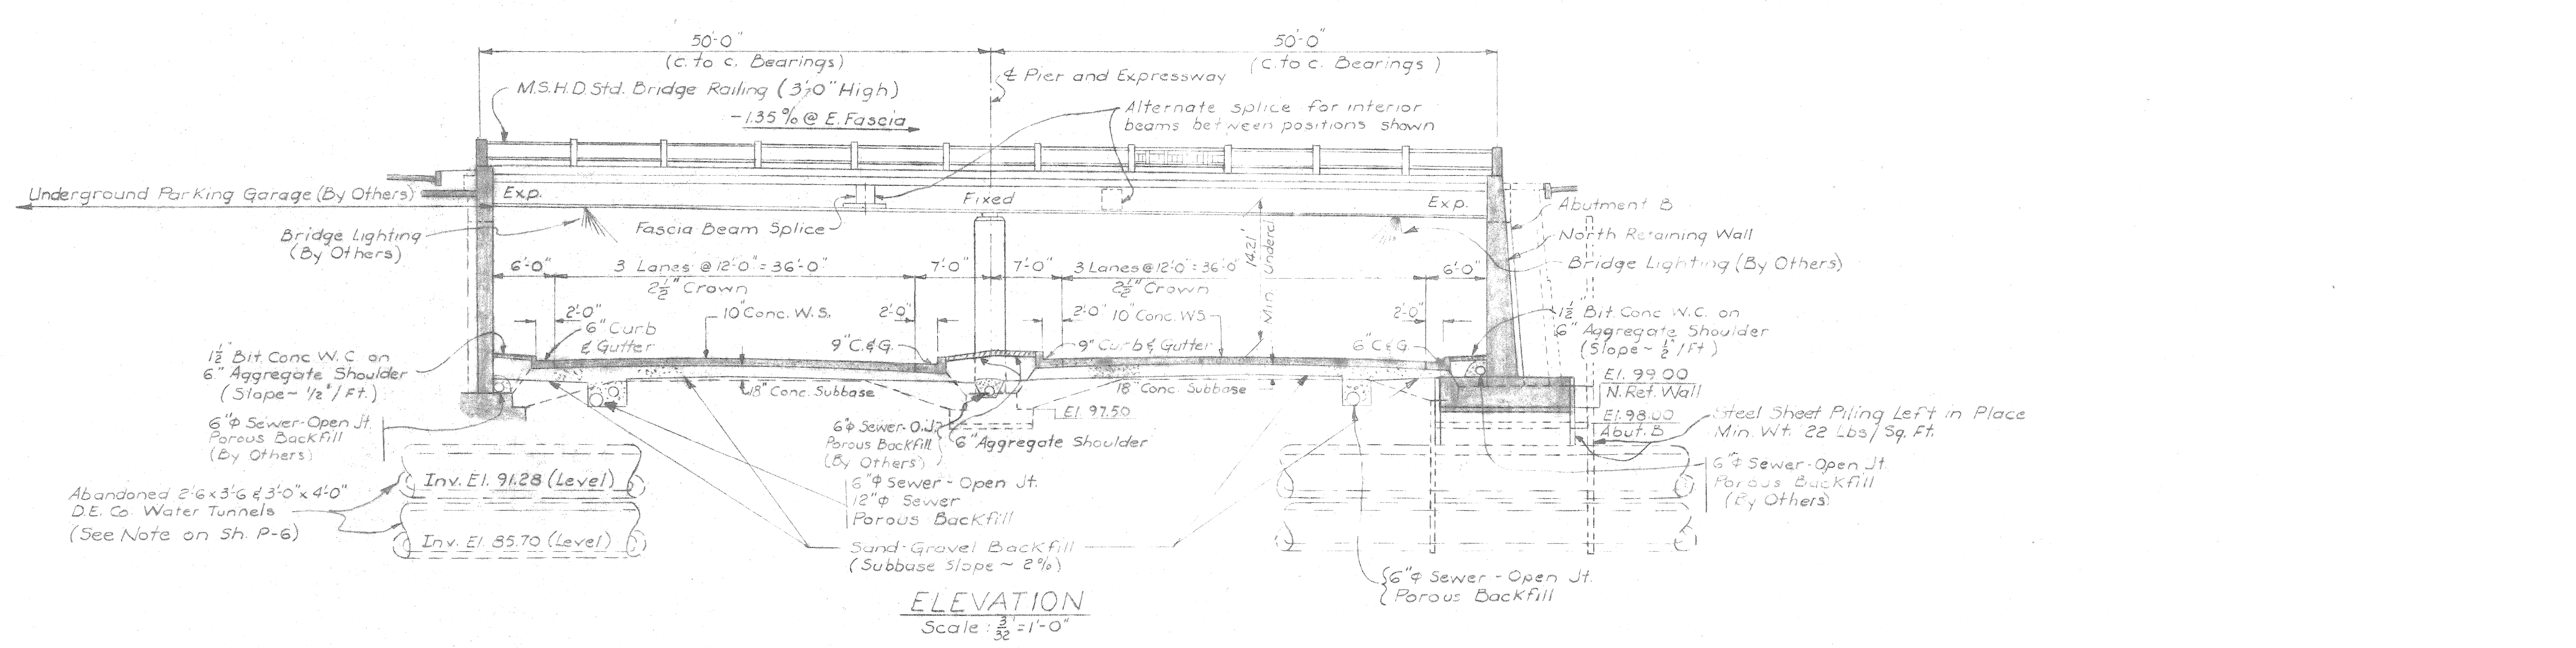 50'-0"
(c. to c. Bearings)
50'-0"
(c. to c. Bearings)
℄ Pier and Expressway
M.S.H.D. Std. Bridge Railing (3'-0" High)
-1.35 % @ E. Fascia
Alternate splice for interior
beams between positions shown
Underground Parking Garage (By Others)
Exp.
Fixed
Exp.
Abutment B
Bridge Lighting
(By Others)
Fascia Beam Splice
14.21'
Min. Undercl.
North Retaining Wall
Bridge Lighting (By Others)
6'-0"
3 Lanes @ 12'-0" = 36'-0"
2½" Crown
7'-0"
7'-0"
3 Lanes @ 12'-0" = 36'-0"
2½" Crown
6'-0"
2'-0"
6" Curb
& Gutter
10" Conc. W.S.
2'-0"
9" C.&G.
2'-0"
10" Conc. W.S.
9" Curb & Gutter
2'-0"
6" C.&G.
1½" Bit. Conc. W.C. on
6" Aggregate Shoulder
(Slope ~ ½"/Ft.)
1½" Bit. Conc. W.C. on
6" Aggregate Shoulder
(Slope ~ ½"/Ft.)
18" Conc. Subbase
18" Conc. Subbase
El. 97.50
El. 99.00
N. Ret. Wall
El. 98.00
Abut. B
Steel Sheet Piling Left in Place
Min. Wt. 22 Lbs/Sq. Ft.
6"ϕ Sewer-Open Jt.
Porous Backfill
(By Others)
6"ϕ Sewer-O.J.
Porous Backfill
(By Others)
6" Aggregate Shoulder
6"ϕ Sewer-Open Jt.
Porous Backfill
(By Others)
Abandoned 2'-6 x 3'-6 & 3'-0" x 4'-0"
D.E. Co. Water Tunnels
(See Note on Sh. P-6)
Inv. El. 91.28 (Level)
Inv. El. 85.70 (Level)
6"ϕ Sewer - Open Jt.
12"ϕ Sewer
Porous Backfill
Sand-Gravel Backfill
(Subbase Slope ~ 2%)
6"ϕ Sewer - Open Jt.
Porous Backfill
ELEVATION
Scale: 3/32" = 1'-0"